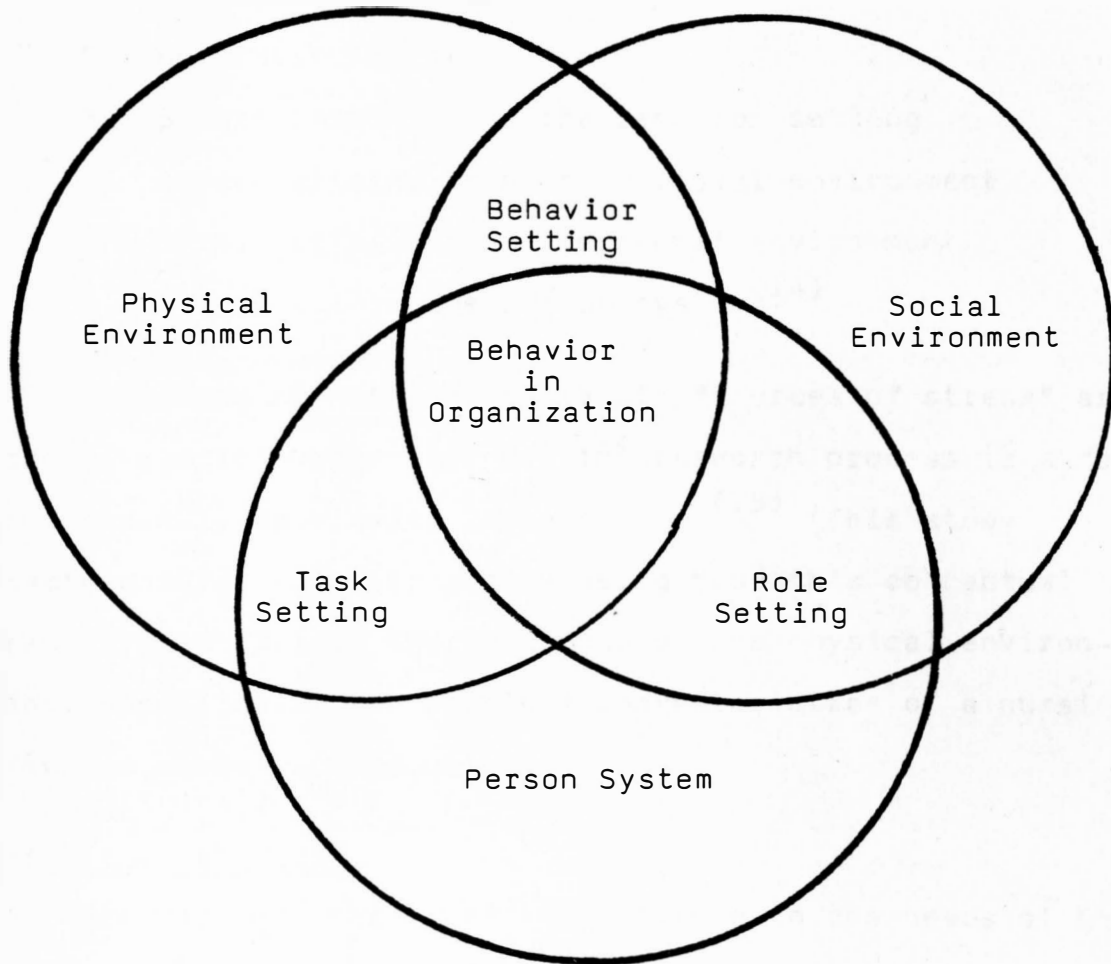 Behavior
Setting
Physical
Environment
Social
Environment
Behavior
in
Organization
Task
Setting
Role
Setting
Person System